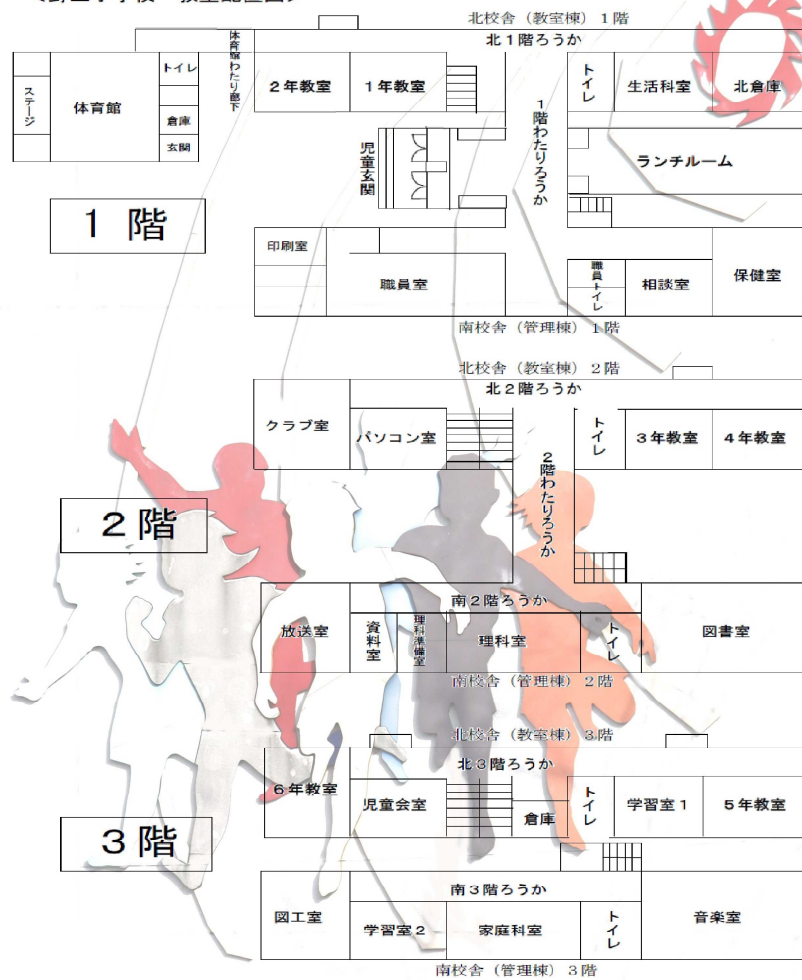 北校舎（教室棟）１階
北１階ろうか
体育館わたり廊下
トイレ
２年教室
１年教室
トイレ
生活科室
北倉庫
ステージ
体育館
倉庫
玄関
１階わたりろうか
児童玄関
ランチルーム
１ 階
印刷室
職員室
職員トイレ
相談室
保健室
南校舎（管理棟）１階
北校舎（教室棟）２階
北２階ろうか
クラブ室
パソコン室
トイレ
３年教室
４年教室
２階わたりろうか
２階
南２階ろうか
放送室
資料室
理科準備室
理科室
トイレ
図書室
南校舎（管理棟）２階
北校舎（教室棟）３階
北３階ろうか
６年教室
児童会室
倉庫
トイレ
学習室１
５年教室
３階
南３階ろうか
図工室
学習室２
家庭科室
トイレ
音楽室
南校舎（管理棟）３階